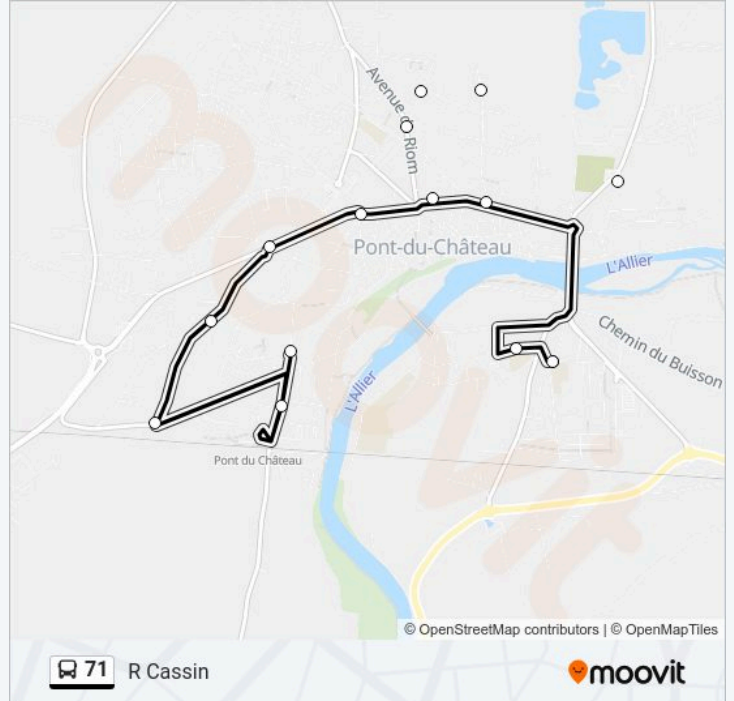 Avenue de Riom
Pont-du-Château
L'Allier
Chemin du Buisson
L'Allier
Pont du Château
moovit
© OpenStreetMap contributors | © OpenMapTiles
71 R Cassin
moovit